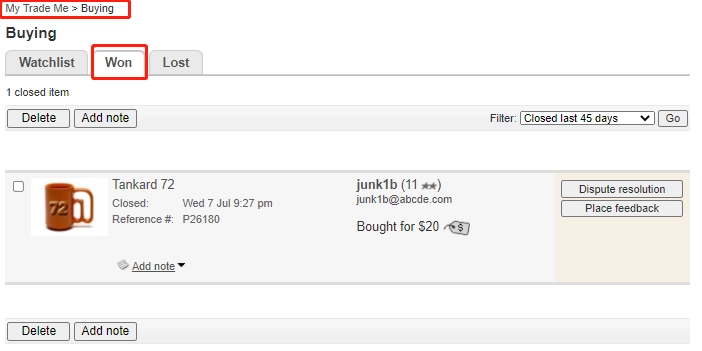 My Trade Me > Buying
Buying
Watchlist Won Lost
1 closed item
Delete Add note Filter: Closed last 45 days Go
Tankard 72
Closed: Wed 7 Jul 9:27 pm
Reference #: P26180
72
Add note
junk1b (11 ★★)
junk1b@abcde.com
Bought for $20 $
Dispute resolution
Place feedback
Delete Add note